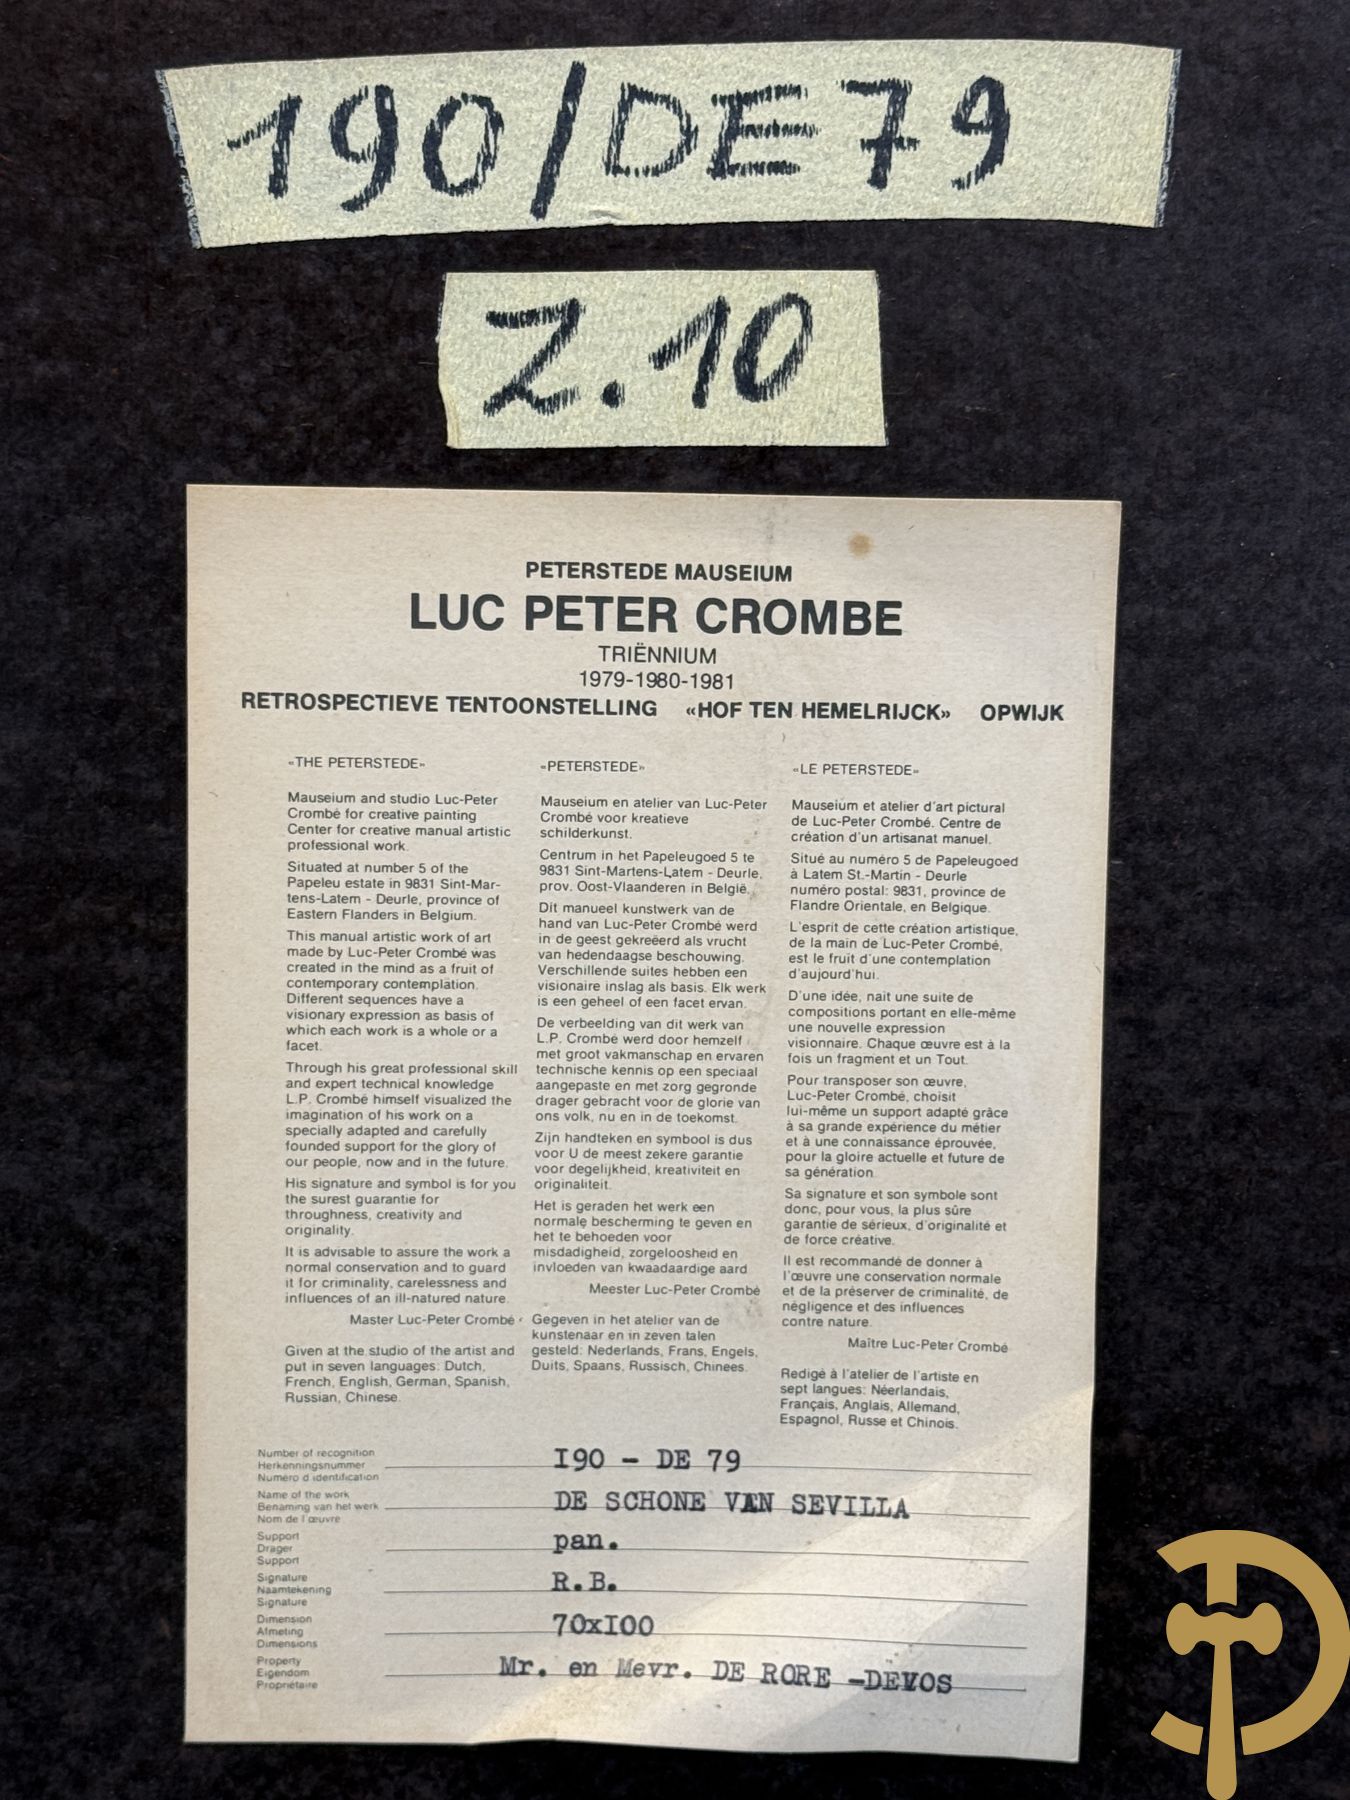 190/DE79
Z.10
PETERSTEDE MAUSEIUM
LUC PETER CROMBE
TRIËNNIUM
1979-1980-1981
RETROSPECTIEVE TENTOONSTELLING «HOF TEN HEMELRIJCK» OPWIJK
«THE PETERSTEDE»
Mauseium and studio Luc-Peter
Crombé for creative painting
Center for creative manual artistic
professional work.
Situated at number 5 of the
Papeleu estate in 9831 Sint-Mar-
tens-Latem - Deurle, province of
Eastern Flanders in Belgium.
This manual artistic work of art
made by Luc-Peter Crombé was
created in the mind as a fruit of
contemporary contemplation.
Different sequences have a
visionary expression as basis of
which each work is a whole or a
facet.
Through his great professional skill
and expert technical knowledge
L.P. Crombé himself visualized the
imagination of his work on a
specially adapted and carefully
founded support for the glory of
our people, now and in the future.
His signature and symbol is for you
the surest guarantie for
throughness, creativity and
originality.
It is advisable to assure the work a
normal conservation and to guard
it for criminality, carelessness and
influences of an ill-natured nature.
Master Luc-Peter Crombé
Given at the studio of the artist and
put in seven languages: Dutch,
French, English, German, Spanish,
Russian, Chinese.
«PETERSTEDE»
Mauseium en atelier van Luc-Peter
Crombé voor kreatieve
schilderkunst.
Centrum in het Papeleugoed 5 te
9831 Sint-Martens-Latem - Deurle,
prov. Oost-Vlaanderen in België.
Dit manueel kunstwerk van de
hand van Luc-Peter Crombé werd
in de geest gekreëerd als vrucht
van hedendaagse beschouwing.
Verschillende suites hebben een
visionaire inslag als basis. Elk werk
is een geheel of een facet ervan.
De verbeelding van dit werk van
L.P. Crombé werd door hemzelf
met groot vakmanschap en ervaren
technische kennis op een speciaal
aangepaste en met zorg gegronde
drager gebracht voor de glorie van
ons volk, nu en in de toekomst.
Zijn handteken en symbool is dus
voor U de meest zekere garantie
voor degelijkheid, kreativiteit en
originaliteit.
Het is geraden het werk een
normale bescherming te geven en
het te behoeden voor
misdadigheid, zorgeloosheid en
invloeden van kwaadaardige aard
Meester Luc-Peter Crombé
Gegeven in het atelier van de
kunstenaar en in zeven talen
gesteld: Nederlands, Frans, Engels,
Duits, Spaans, Russisch, Chinees.
«LE PETERSTEDE»
Mauseium et atelier d'art pictural
de Luc-Peter Crombé. Centre de
création d'un artisanat manuel.
Situé au numéro 5 de Papeleugoed
à Latem St.-Martin - Deurle
numéro postal: 9831, province de
Flandre Orientale, en Belgique.
L'esprit de cette création artistique,
de la main de Luc-Peter Crombé,
est le fruit d'une contemplation
d'aujourd'hui.
D'une idée, nait une suite de
compositions portant en elle-même
une nouvelle expression
visionnaire. Chaque œuvre est à la
fois un fragment et un Tout.
Pour transposer son œuvre,
Luc-Peter Crombé, choisit
lui-même un support adapté grâce
à sa grande expérience du métier
et à une connaissance éprouvée,
pour la gloire actuelle et future de
sa génération.
Sa signature et son symbole sont
donc, pour vous, la plus sûre
garantie de sérieux, d'originalité et
de force créative.
Il est recommandé de donner à
l'œuvre une conservation normale
et de la préserver de criminalité, de
négligence et des influences
contre nature.
Maître Luc-Peter Crombé
Redigé à l'atelier de l'artiste en
sept langues: Néerlandais,
Français, Anglais, Allemand,
Espagnol, Russe et Chinois.
Number of recognition
Herkenningsnummer I90 - DE 79
Numéro d'identification
Name of the work
Benaming van het werk DE SCHONE VAN SEVILLA
Nom de l'œuvre
Support
Drager pan.
Support
Signature
Naamtekening R.B.
Signature
Dimension
Afmeting 70xI00
Dimensions
Property
Eigendom Mr. en Mevr. DE RORE -DEVOS
Propriétaire